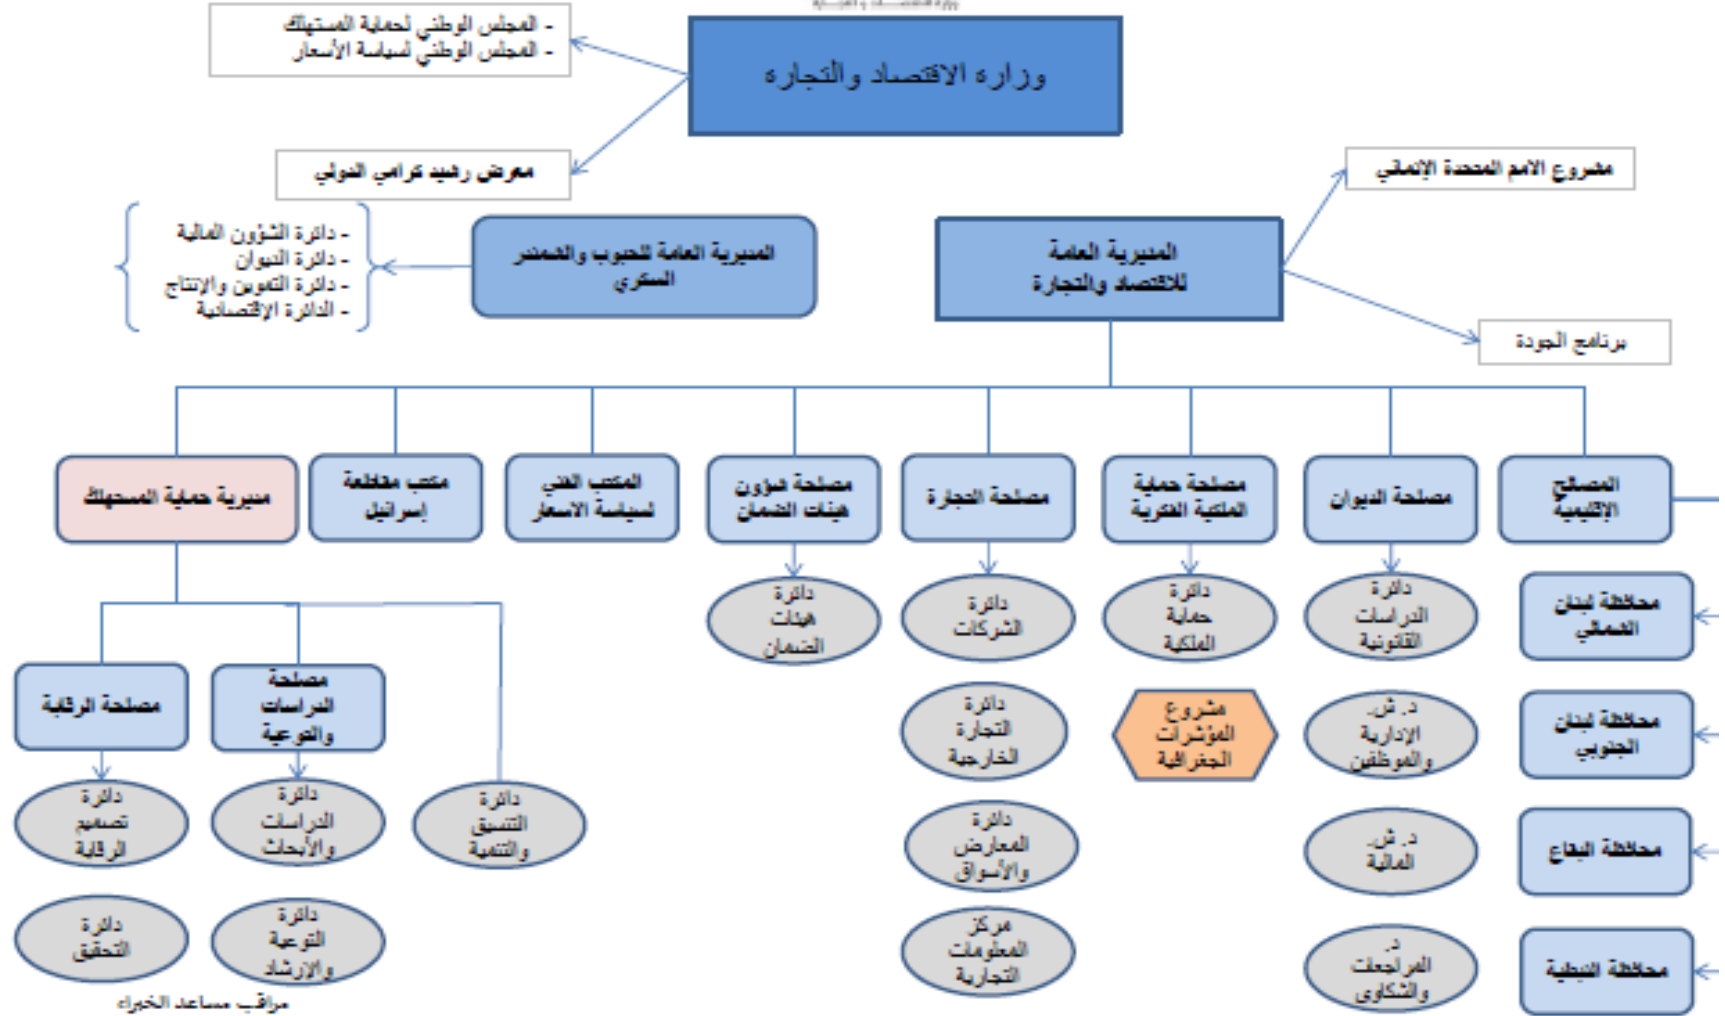 وزارة الاقتصاد والتجارة
- المجلس الوطني لحماية المستهلك
- المجلس الوطني لسياسة الأسعار
معرض رشيد كرامي الدولي
مشروع الامم المتحدة الإنمائي
المديرية العامة
للاقتصاد والتجارة
برنامج الجودة
المديرية العامة للحبوب والشمندر
السكري
- دائرة الشؤون المالية
- دائرة الديوان
- دائرة التموين والإنتاج
- الدائرة الإقتصادية
المصالح
الإقليمية
مصلحة الديوان
مصلحة حماية
الملكية الفكرية
مصلحة التجارة
مصلحة شؤون
هيئات الضمان
المكتب الفني
لسياسة الاسعار
مكتب مقاطعة
إسرائيل
مديرية حماية المستهلك
محافظة لبنان
الشمالي
محافظة لبنان
الجنوبي
محافظة البقاع
محافظة النبطية
دائرة
الدراسات
القانونية
د. ش.
الإدارية
والموظفين
د. ش.
المالية
د.
المراجعات
والشكاوى
دائرة
حماية
الملكية
مشروع
المؤشرات
الجغرافية
دائرة
الشركات
دائرة
التجارة
الخارجية
دائرة
المعارض
والأسواق
مركز
المعلومات
التجارية
دائرة
هيئات
الضمان
دائرة
التنسيق
والتنمية
مصلحة
الدراسات
والتوعية
دائرة
الدراسات
والأبحاث
دائرة
التوعية
والإرشاد
مصلحة الرقابة
دائرة
تصميم
الرقابة
دائرة
التحقيق
مراقب مساعد الخبراء